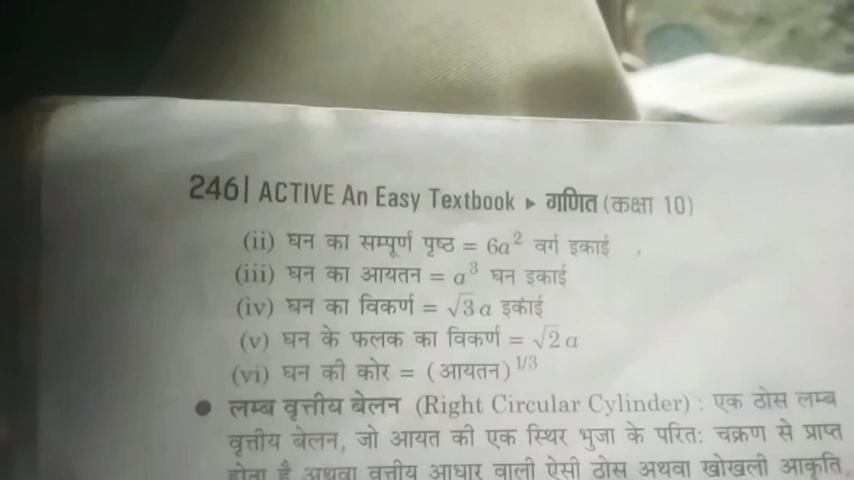 246| ACTIVE An Easy Textbook ▸ गणित (कक्षा 10)
(ii) घन का सम्पूर्ण पृष्ठ = 6a² वर्ग इकाई
(iii) घन का आयतन = a³ घन इकाई
(iv) घन का विकर्ण = √3 a इकाई
(v) घन के फलक का विकर्ण = √2 a
(vi) घन की कोर = (आयतन)^1/3
● लम्ब वृत्तीय बेलन (Right Circular Cylinder) : एक ठोस लम्ब
वृत्तीय बेलन, जो आयत की एक स्थिर भुजा के परितः चक्रण से प्राप्त
होता है अथवा वृत्तीय आधार वाली ऐसी ठोस अथवा खोखली आकृति,